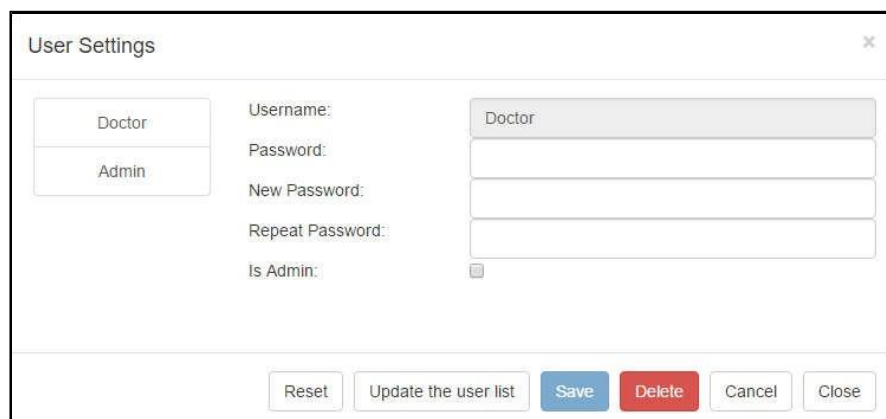 User Settings
×
Doctor
Admin
Username:
Doctor
Password:
New Password:
Repeat Password:
Is Admin:
Reset
Update the user list
Save
Delete
Cancel
Close